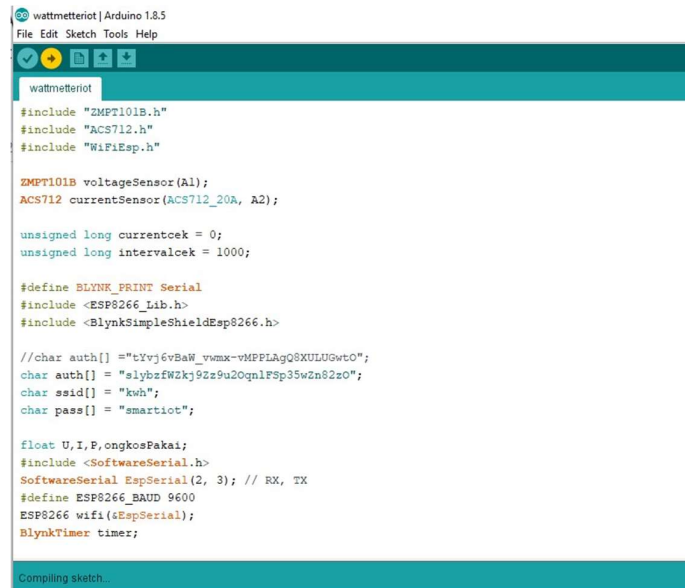 wattmetteriot | Arduino 1.8.5
File Edit Sketch Tools Help
wattmetteriot
#include "ZMPT101B.h"
#include "ACS712.h"
#include "WiFiEsp.h"
ZMPT101B voltageSensor(A1);
ACS712 currentSensor(ACS712_20A, A2);
unsigned long currentcek = 0;
unsigned long intervalcek = 1000;
#define BLYNK_PRINT Serial
#include <ESP8266_Lib.h>
#include <BlynkSimpleShieldEsp8266.h>
//char auth[] ="tYvj6vBaW_vwmx-vMPPLAgQ8XULUGwtO";
char auth[] = "slybzfWZkj9Zz9u2OqnlFSp35wZn82zO";
char ssid[] = "kwh";
char pass[] = "smartiot";
float U,I,P,ongkosPakai;
#include <SoftwareSerial.h>
SoftwareSerial EspSerial(2, 3); // RX, TX
#define ESP8266_BAUD 9600
ESP8266 wifi(&EspSerial);
BlynkTimer timer;
Compiling sketch...